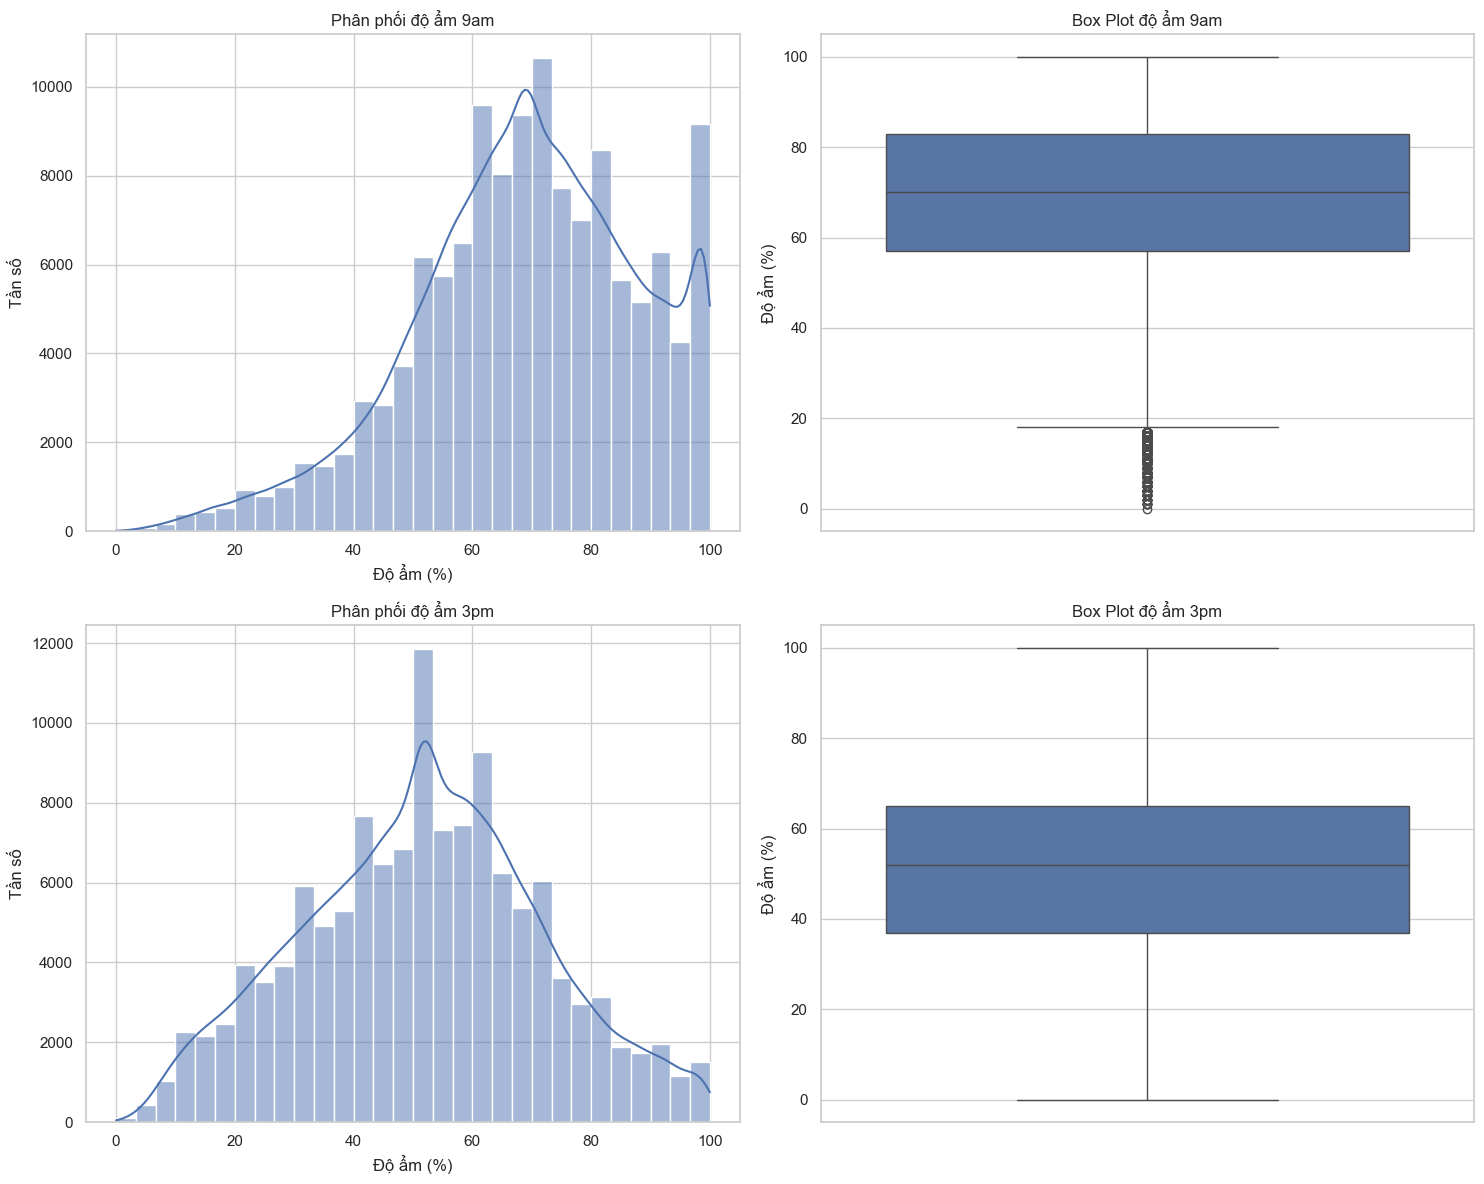 Phân phối độ ẩm 9am
Tần số
10000
8000
6000
4000
2000
0
0 20 40 60 80 100
Độ ẩm (%)
Box Plot độ ẩm 9am
Độ ẩm (%)
100
80
60
40
20
0
Phân phối độ ẩm 3pm
Tần số
12000
10000
8000
6000
4000
2000
0
0 20 40 60 80 100
Độ ẩm (%)
Box Plot độ ẩm 3pm
Độ ẩm (%)
100
80
60
40
20
0